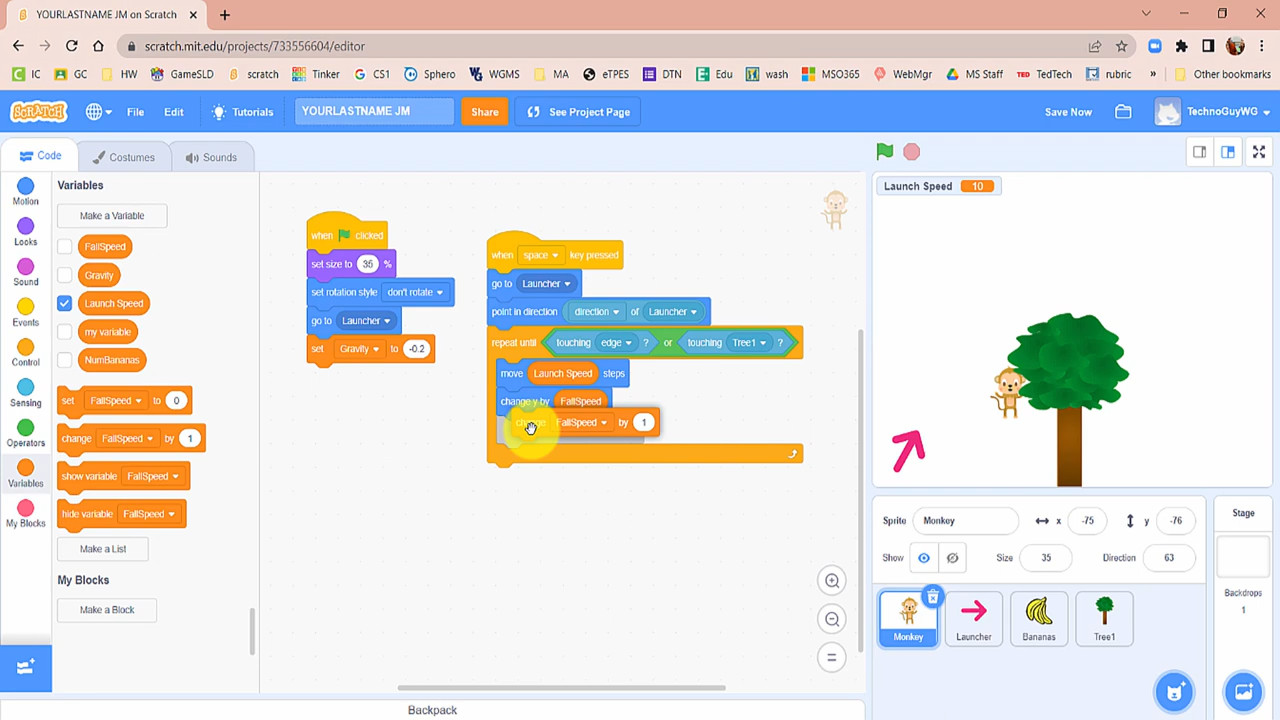 YOURLASTNAME JM on Scratch
scratch.mit.edu/projects/733556604/editor
IC GC HW GameSLD scratch Tinker CS1 Sphero WGMS MA eTPES DTN Edu wash MSO365 WebMgr MS Staff TED TedTech rubric » Other bookmarks
SCRATCH File Edit Tutorials YOURLASTNAME JM Share See Project Page Save Now TechnoGuyWG
Code Costumes Sounds
Motion
Looks
Sound
Events
Control
Sensing
Operators
Variables
My Blocks
Variables
Make a Variable
FallSpeed
Gravity
Launch Speed
my variable
NumBananas
set FallSpeed to 0
change FallSpeed by 1
show variable FallSpeed
hide variable FallSpeed
Make a List
My Blocks
Make a Block
when clicked
set size to 35 %
set rotation style don't rotate
go to Launcher
set Gravity to -0.2
when space key pressed
go to Launcher
point in direction direction of Launcher
repeat until touching edge ? or touching Tree1 ?
move Launch Speed steps
change y by FallSpeed
change FallSpeed by 1
Launch Speed 10
Sprite Monkey x -75 y -76
Show Size 35 Direction 63
Monkey
Launcher
Bananas
Tree1
Stage
Backdrops
1
Backpack